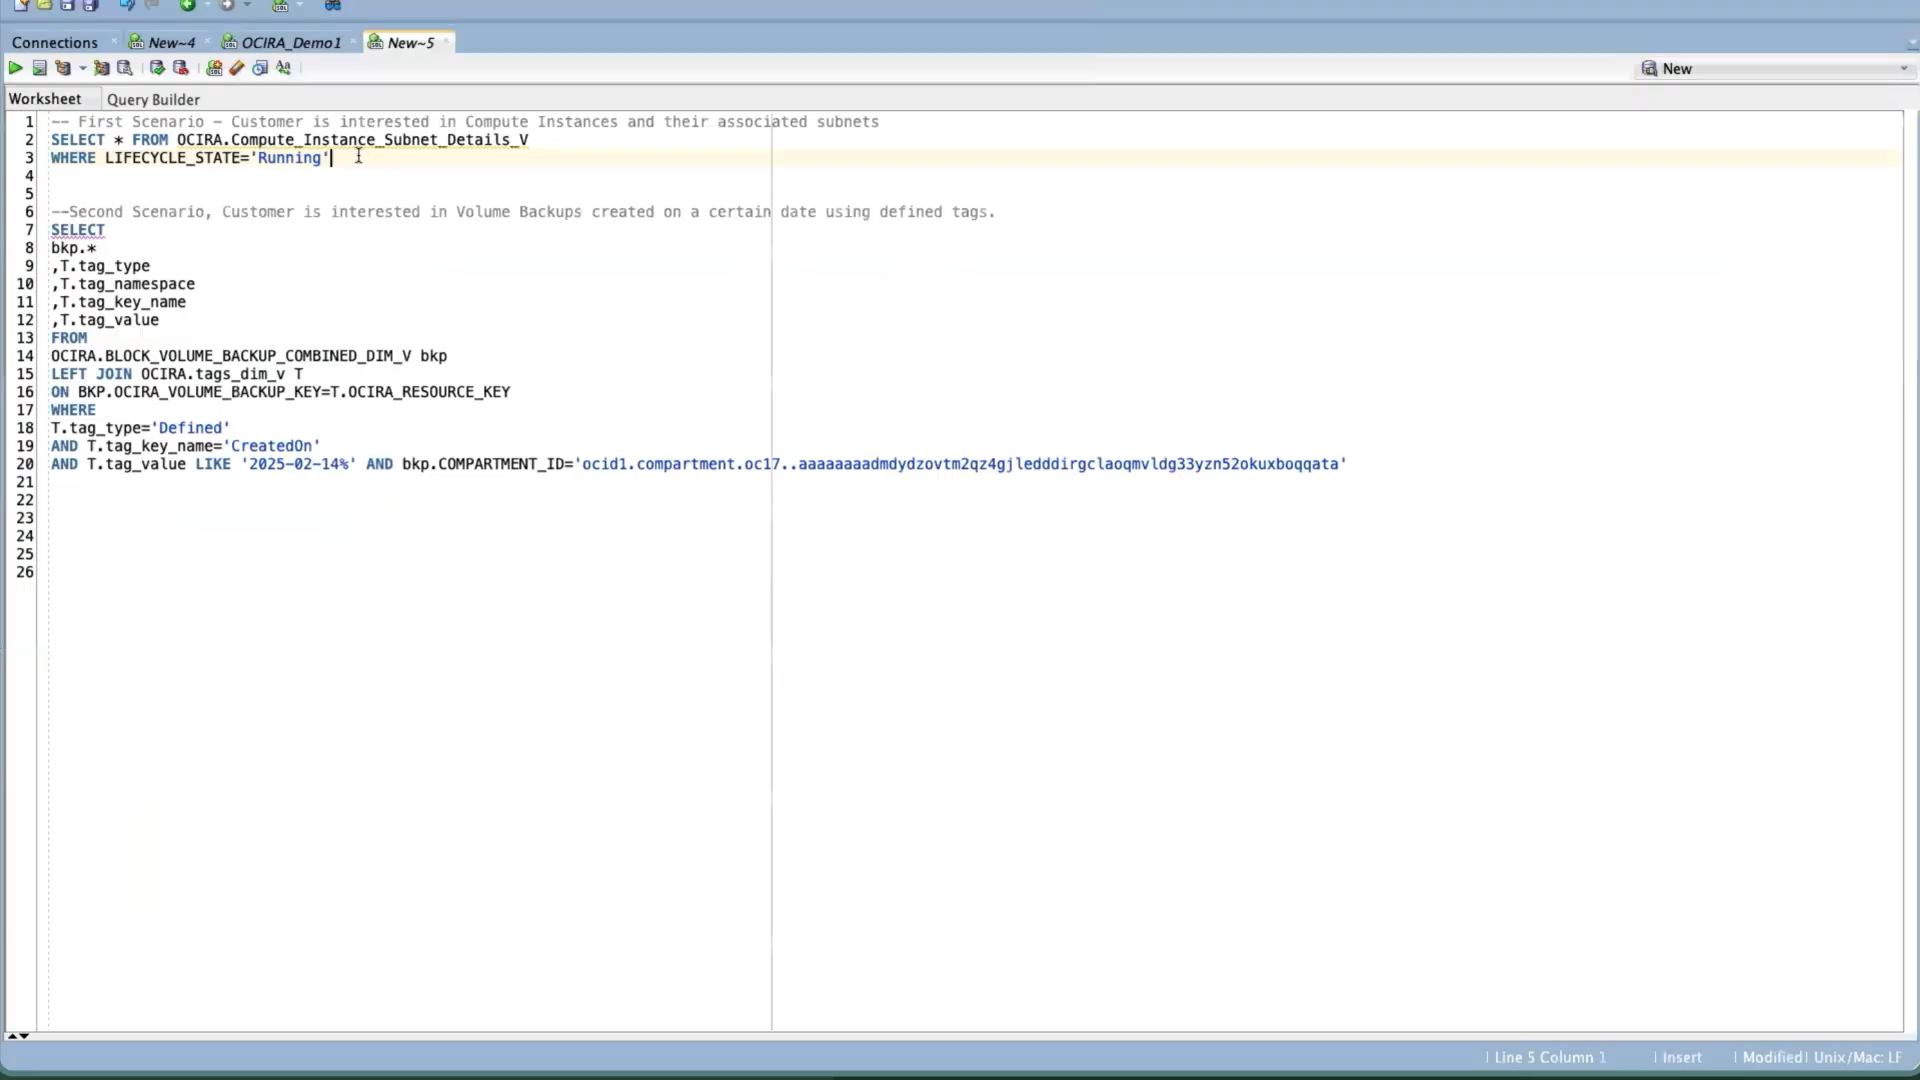 Connections
New~4
OCIRA_Demo1
New~5
New
Worksheet
Query Builder
1 -- First Scenario - Customer is interested in Compute Instances and their associated subnets
2 SELECT * FROM OCIRA.Compute_Instance_Subnet_Details_V
3 WHERE LIFECYCLE_STATE='Running'
4
5
6 --Second Scenario, Customer is interested in Volume Backups created on a certain date using defined tags.
7 SELECT
8 bkp.*
9 ,T.tag_type
10 ,T.tag_namespace
11 ,T.tag_key_name
12 ,T.tag_value
13 FROM
14 OCIRA.BLOCK_VOLUME_BACKUP_COMBINED_DIM_V bkp
15 LEFT JOIN OCIRA.tags_dim_v T
16 ON BKP.OCIRA_VOLUME_BACKUP_KEY=T.OCIRA_RESOURCE_KEY
17 WHERE
18 T.tag_type='Defined'
19 AND T.tag_key_name='CreatedOn'
20 AND T.tag_value LIKE '2025-02-14%' AND bkp.COMPARTMENT_ID='ocid1.compartment.oc17..aaaaaaaadmdydzovtm2qz4gjledddirgclaoqmvldg33yzn52okuxboqqata'
21
22
23
24
25
26
Line 5 Column 1
Insert
Modified
Unix/Mac: LF